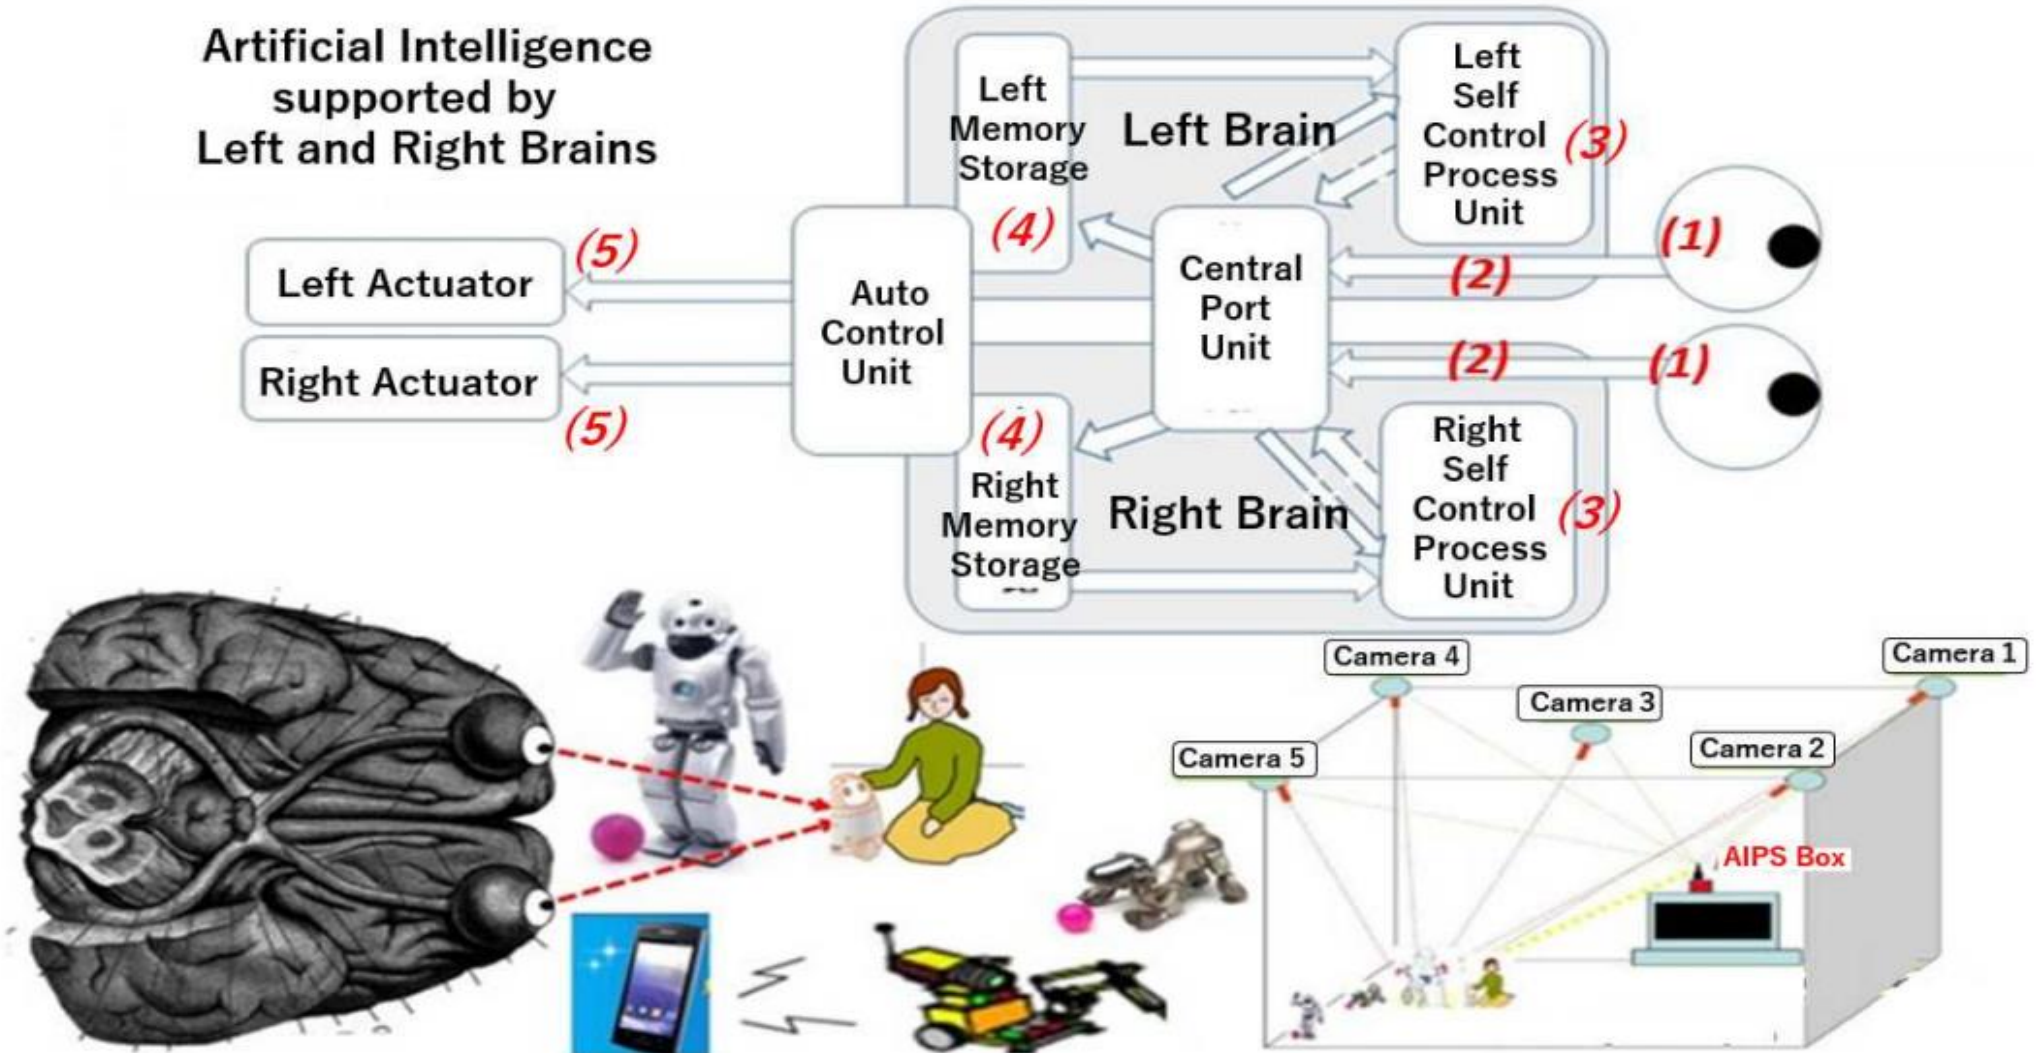 Artificial Intelligence
supported by
Left and Right Brains
Left
Memory
Storage
(4)
Left Brain
Left
Self
Control
Process
Unit
(3)
(1)
(2)
Central
Port
Unit
(5)
Left Actuator
Auto
Control
Unit
Right Actuator
(5)
(2)
(1)
(4)
Right
Memory
Storage
Right Brain
Right
Self
Control
Process
Unit
(3)
Camera 4
Camera 1
Camera 3
Camera 2
Camera 5
AIPS Box